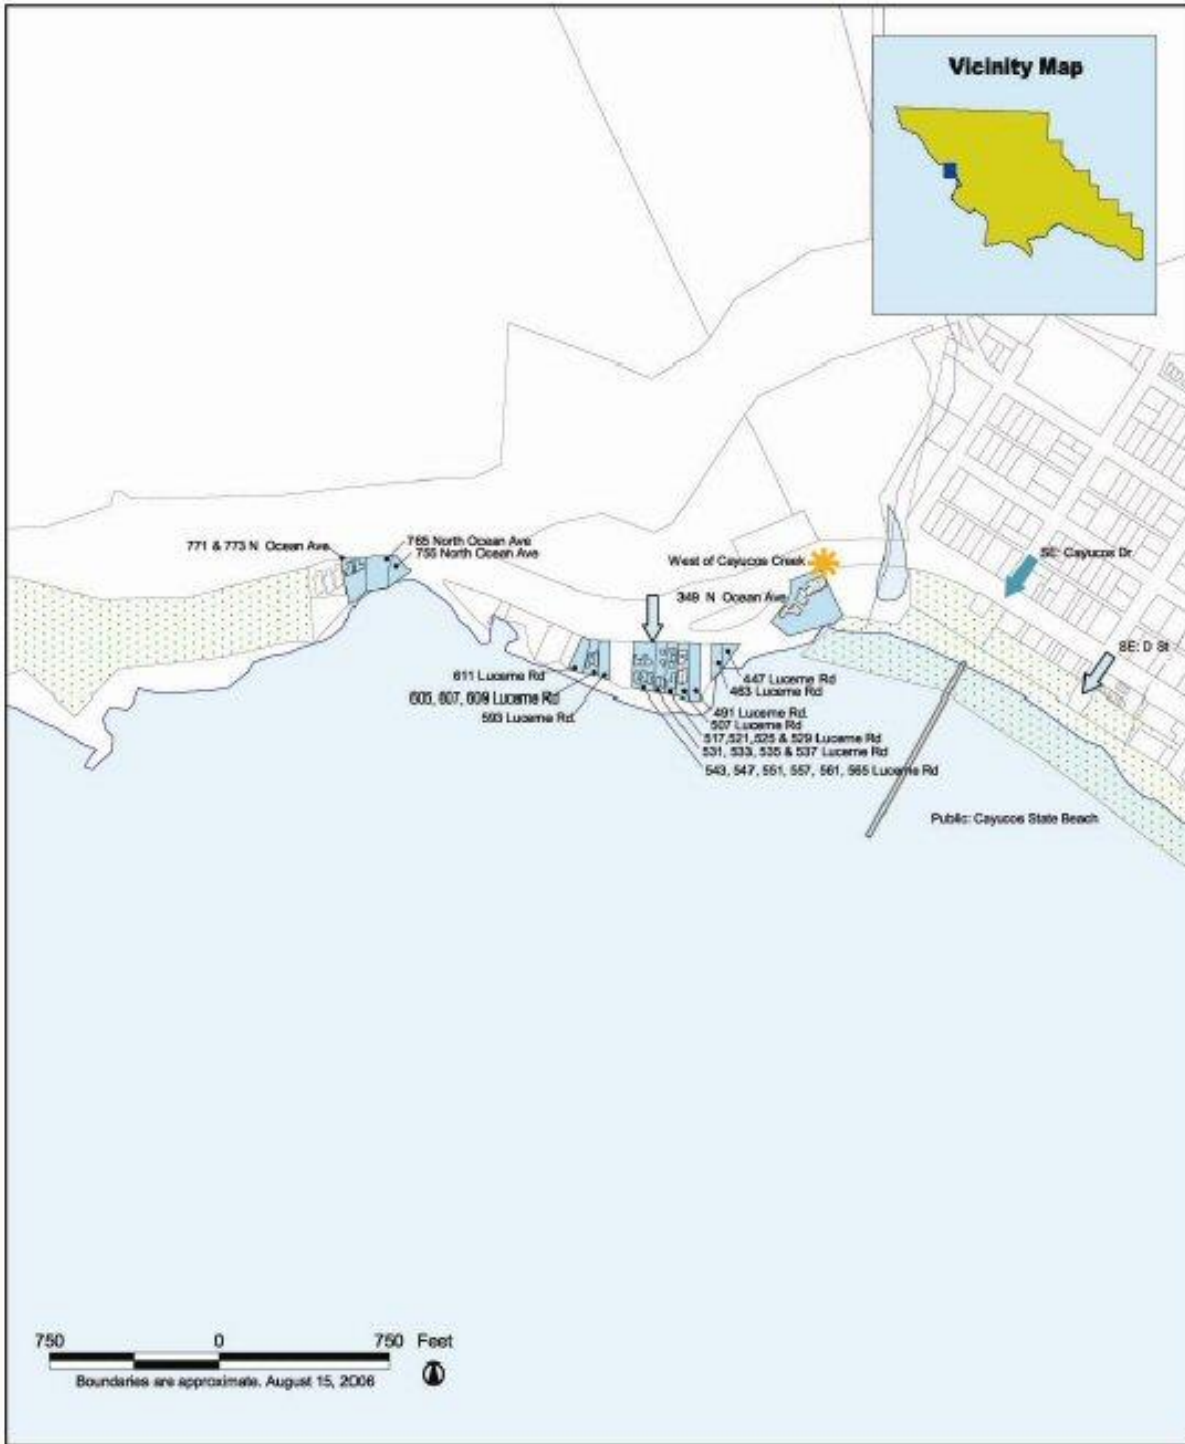 Vicinity Map
771 & 773 N Ocean Ave
765 North Ocean Ave
755 North Ocean Ave
West of Cayucos Creek
SE: Cayucos Dr
349 N Ocean Ave
SE: D St
611 Lucerne Rd
605, 607, 609 Lucerne Rd
593 Lucerne Rd.
447 Lucerne Rd
463 Lucerne Rd
491 Lucerne Rd.
507 Lucerne Rd
517,521,525 & 529 Lucerne Rd
531, 533, 535 & 537 Lucerne Rd
543, 547, 551, 557, 561, 565 Lucerne Rd
Public: Cayucos State Beach
750 0 750 Feet
Boundaries are approximate. August 15, 2006